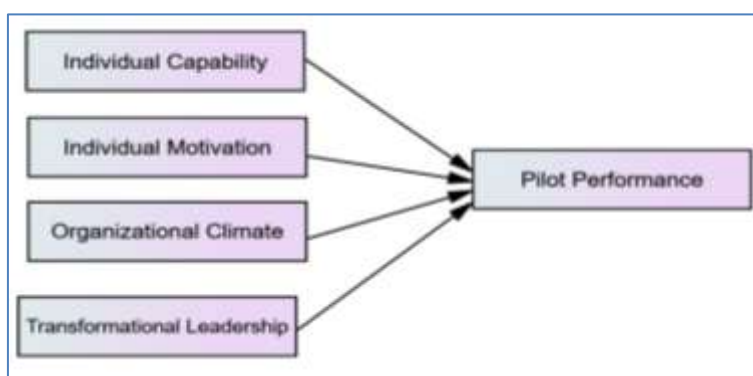 Individual Capability
Individual Motivation
Pilot Performance
Organizational Climate
Transformational Leadership